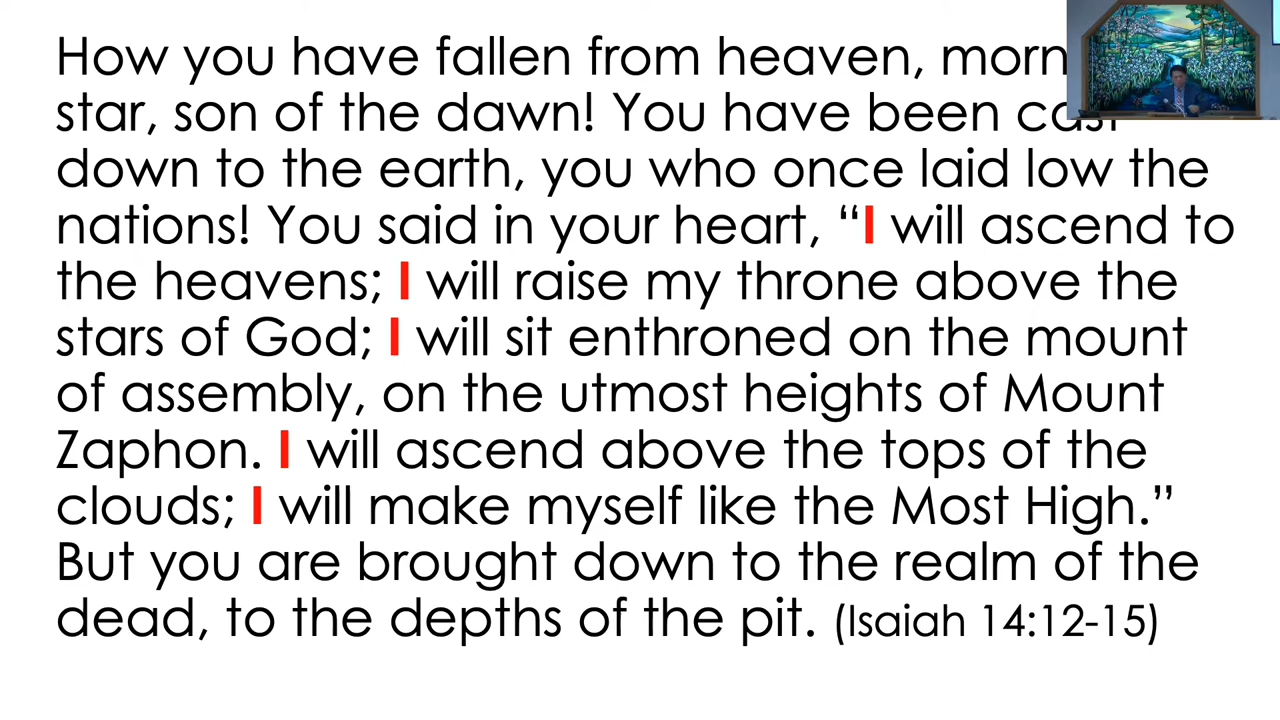 How you have fallen from heaven, morn
star, son of the dawn! You have been cast
down to the earth, you who once laid low the
nations! You said in your heart, “I will ascend to
the heavens; I will raise my throne above the
stars of God; I will sit enthroned on the mount
of assembly, on the utmost heights of Mount
Zaphon. I will ascend above the tops of the
clouds; I will make myself like the Most High.”
But you are brought down to the realm of the
dead, to the depths of the pit. (Isaiah 14:12-15)